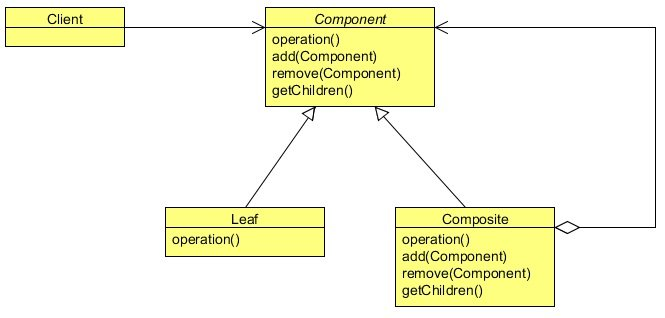 Client
Component
operation()
add(Component)
remove(Component)
getChildren()
Leaf
operation()
Composite
operation()
add(Component)
remove(Component)
getChildren()